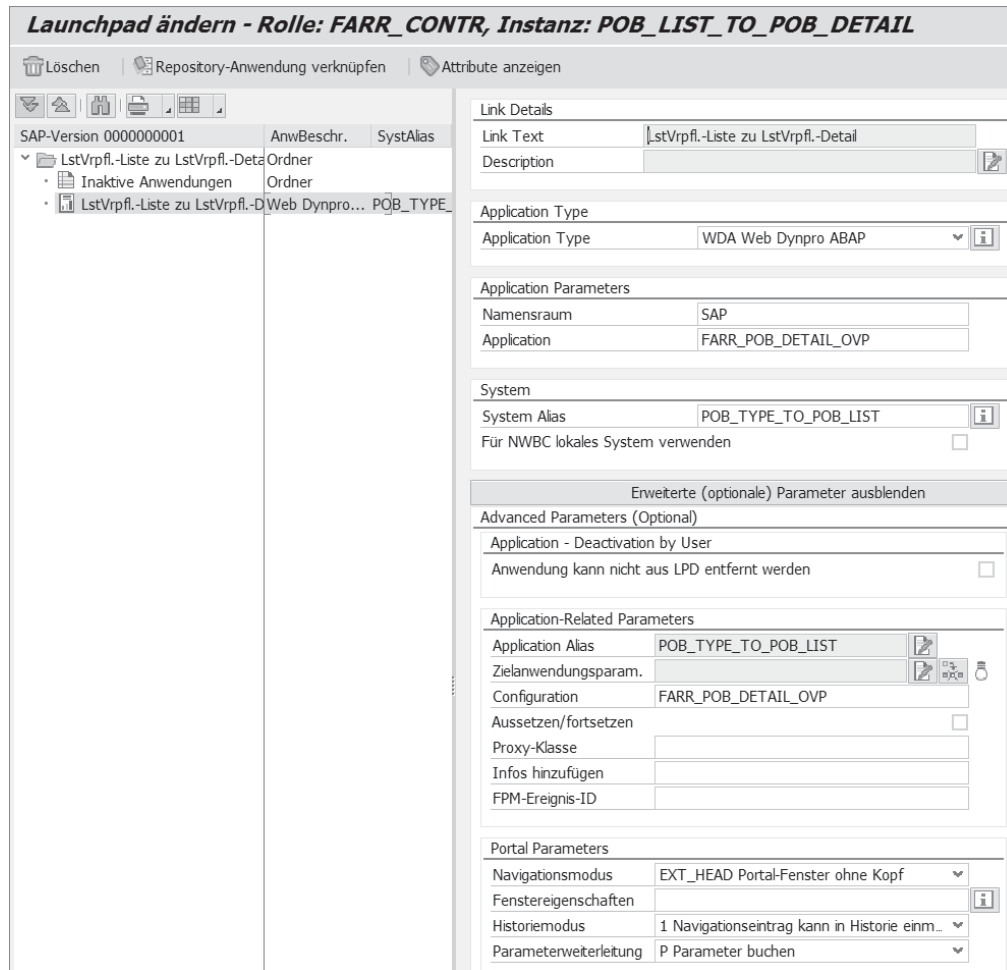 Launchpad ändern - Rolle: FARR_CONTR, Instanz: POB_LIST_TO_POB_DETAIL
Löschen Repository-Anwendung verknüpfen Attribute anzeigen
SAP-Version 0000000001 AnwBeschr. SystAlias
LstVrpfl.-Liste zu LstVrpfl.-Deta Ordner
Inaktive Anwendungen Ordner
LstVrpfl.-Liste zu LstVrpfl.-D Web Dynpro... POB_TYPE_
Link Details
Link Text LstVrpfl.-Liste zu LstVrpfl.-Detail
Description
Application Type
Application Type WDA Web Dynpro ABAP
Application Parameters
Namensraum SAP
Application FARR_POB_DETAIL_OVP
System
System Alias POB_TYPE_TO_POB_LIST
Für NWBC lokales System verwenden
Erweiterte (optionale) Parameter ausblenden
Advanced Parameters (Optional)
Application - Deactivation by User
Anwendung kann nicht aus LPD entfernt werden
Application-Related Parameters
Application Alias POB_TYPE_TO_POB_LIST
Zielanwendungsparam.
Configuration FARR_POB_DETAIL_OVP
Aussetzen/fortsetzen
Proxy-Klasse
Infos hinzufügen
FPM-Ereignis-ID
Portal Parameters
Navigationsmodus EXT_HEAD Portal-Fenster ohne Kopf
Fenstereigenschaften
Historiemodus 1 Navigationseintrag kann in Historie einm...
Parameterweiterleitung P Parameter buchen